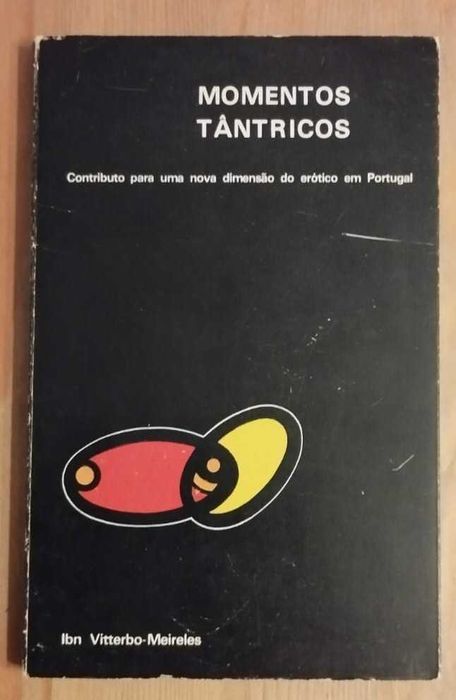 MOMENTOS
TÂNTRICOS
Contributo para uma nova dimensão do erótico em Portugal
Ibn Vitterbo-Meireles